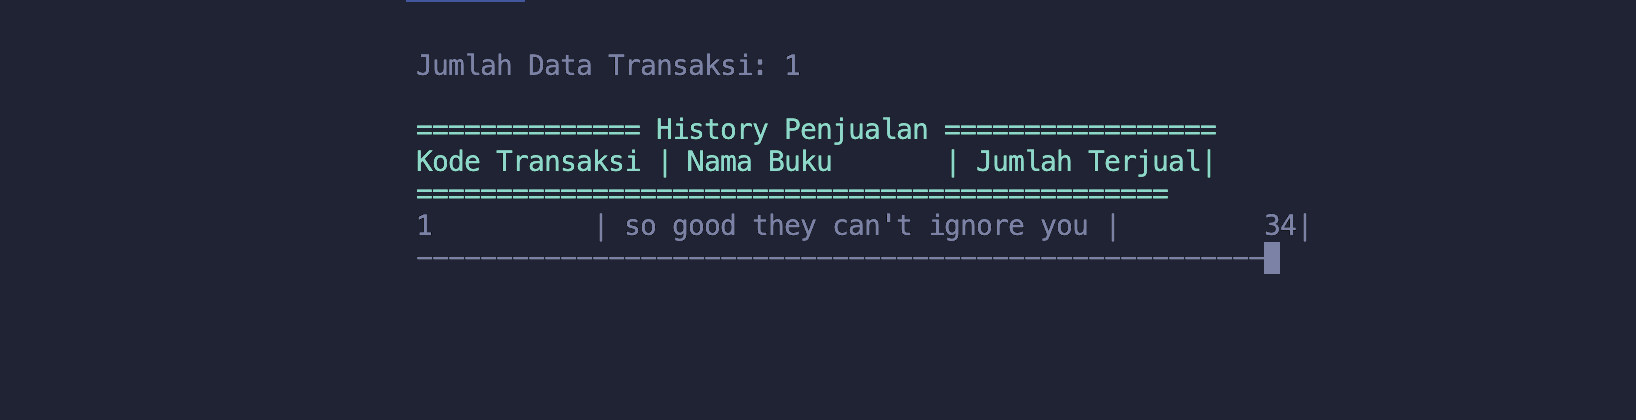 Jumlah Data Transaksi: 1
============== History Penjualan =================
Kode Transaksi | Nama Buku       | Jumlah Terjual|
===============================================
1          | so good they can't ignore you |         34|
-----------------------------------------------------